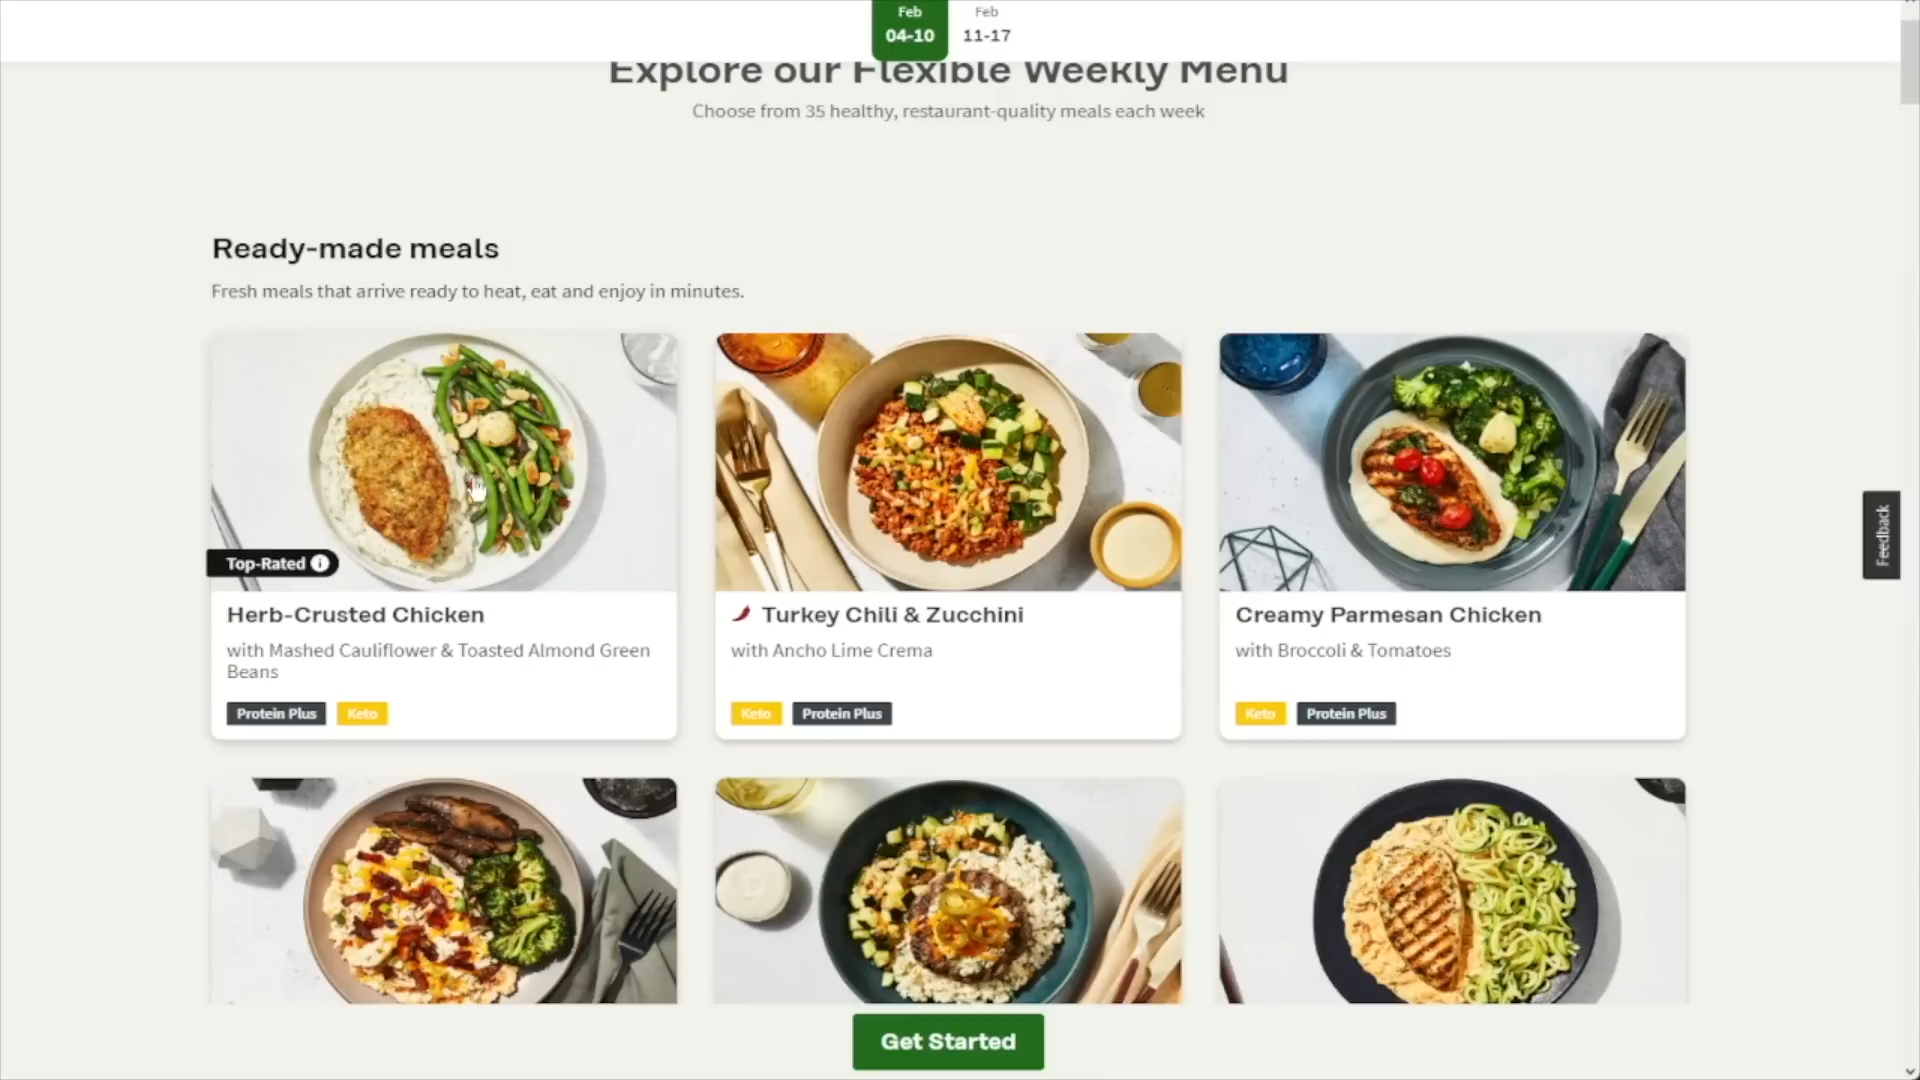 Feb
04-10
Feb
11-17
Explore our Flexible Weekly Menu
Choose from 35 healthy, restaurant-quality meals each week
Ready-made meals
Fresh meals that arrive ready to heat, eat and enjoy in minutes.
Top-Rated
Herb-Crusted Chicken
with Mashed Cauliflower & Toasted Almond Green
Beans
Protein Plus Keto
Turkey Chili & Zucchini
with Ancho Lime Crema
Keto Protein Plus
Creamy Parmesan Chicken
with Broccoli & Tomatoes
Keto Protein Plus
Feedback
Get Started